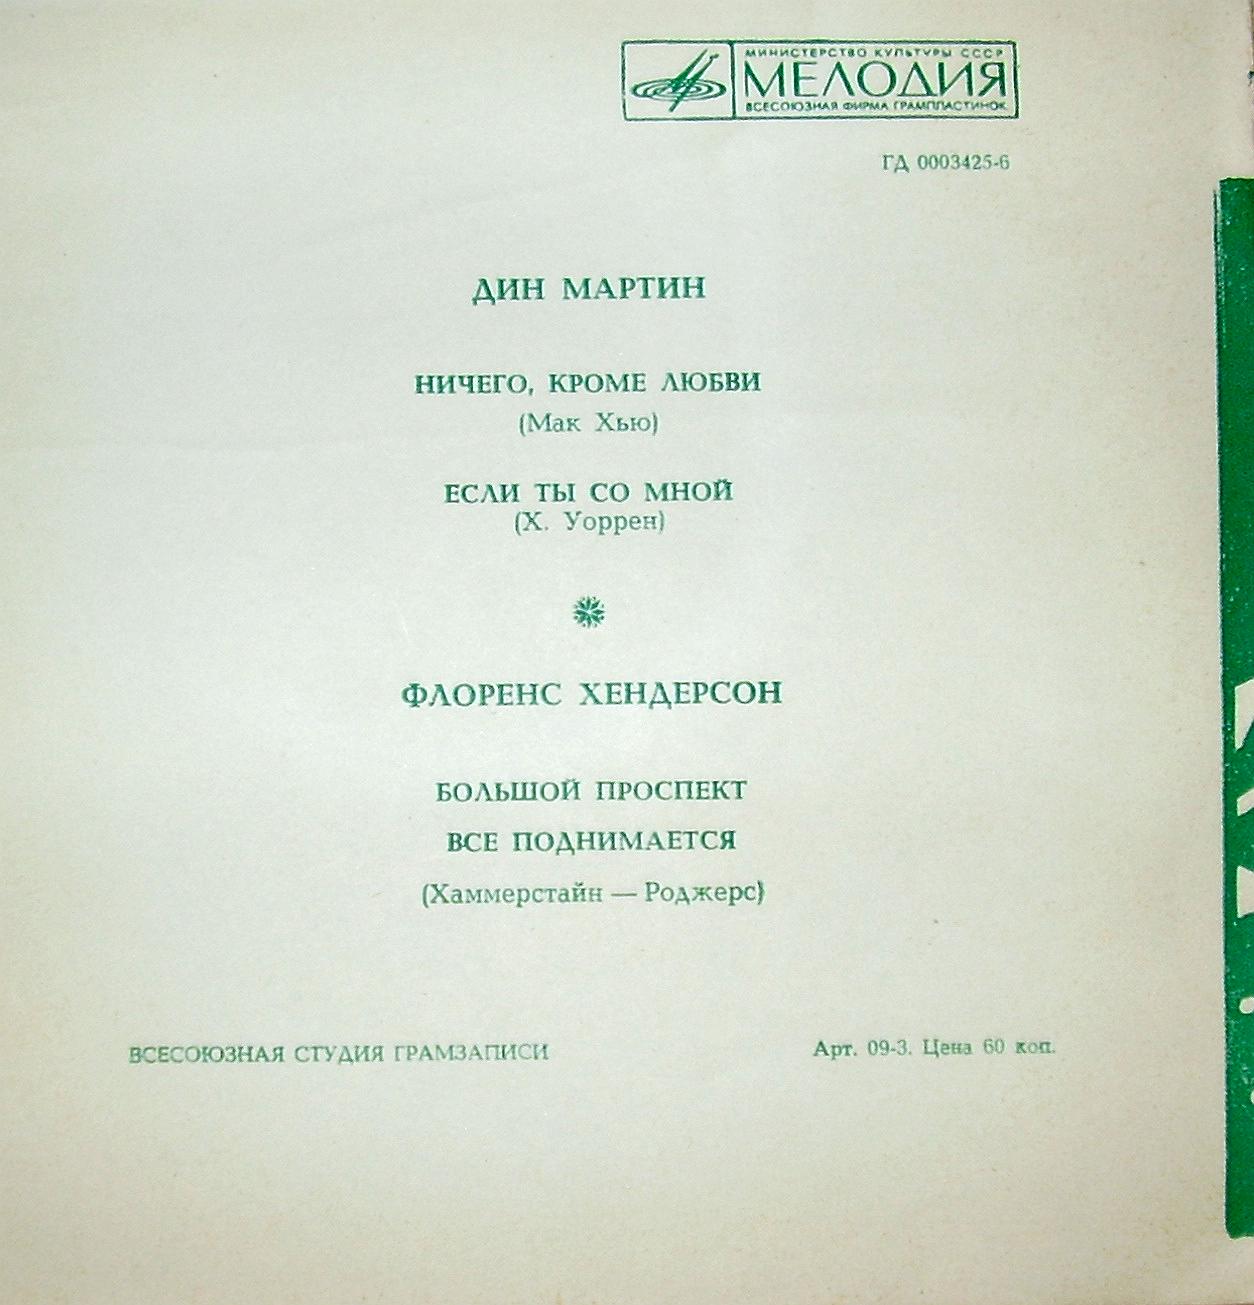 МИНИСТЕРСТВО КУЛЬТУРЫ СССР
МЕЛОДИЯ
ВСЕСОЮЗНАЯ ФИРМА ГРАМПЛАСТИНОК
ГД 0003425-6
ДИН МАРТИН
НИЧЕГО, КРОМЕ ЛЮБВИ
(Мак Хью)
ЕСЛИ ТЫ СО МНОЙ
(Х. Уоррен)
ФЛОРЕНС ХЕНДЕРСОН
БОЛЬШОЙ ПРОСПЕКТ
ВСЕ ПОДНИМАЕТСЯ
(Хаммерстайн — Роджерс)
ВСЕСОЮЗНАЯ СТУДИЯ ГРАМЗАПИСИ
Арт. 09-3. Цена 60 коп.